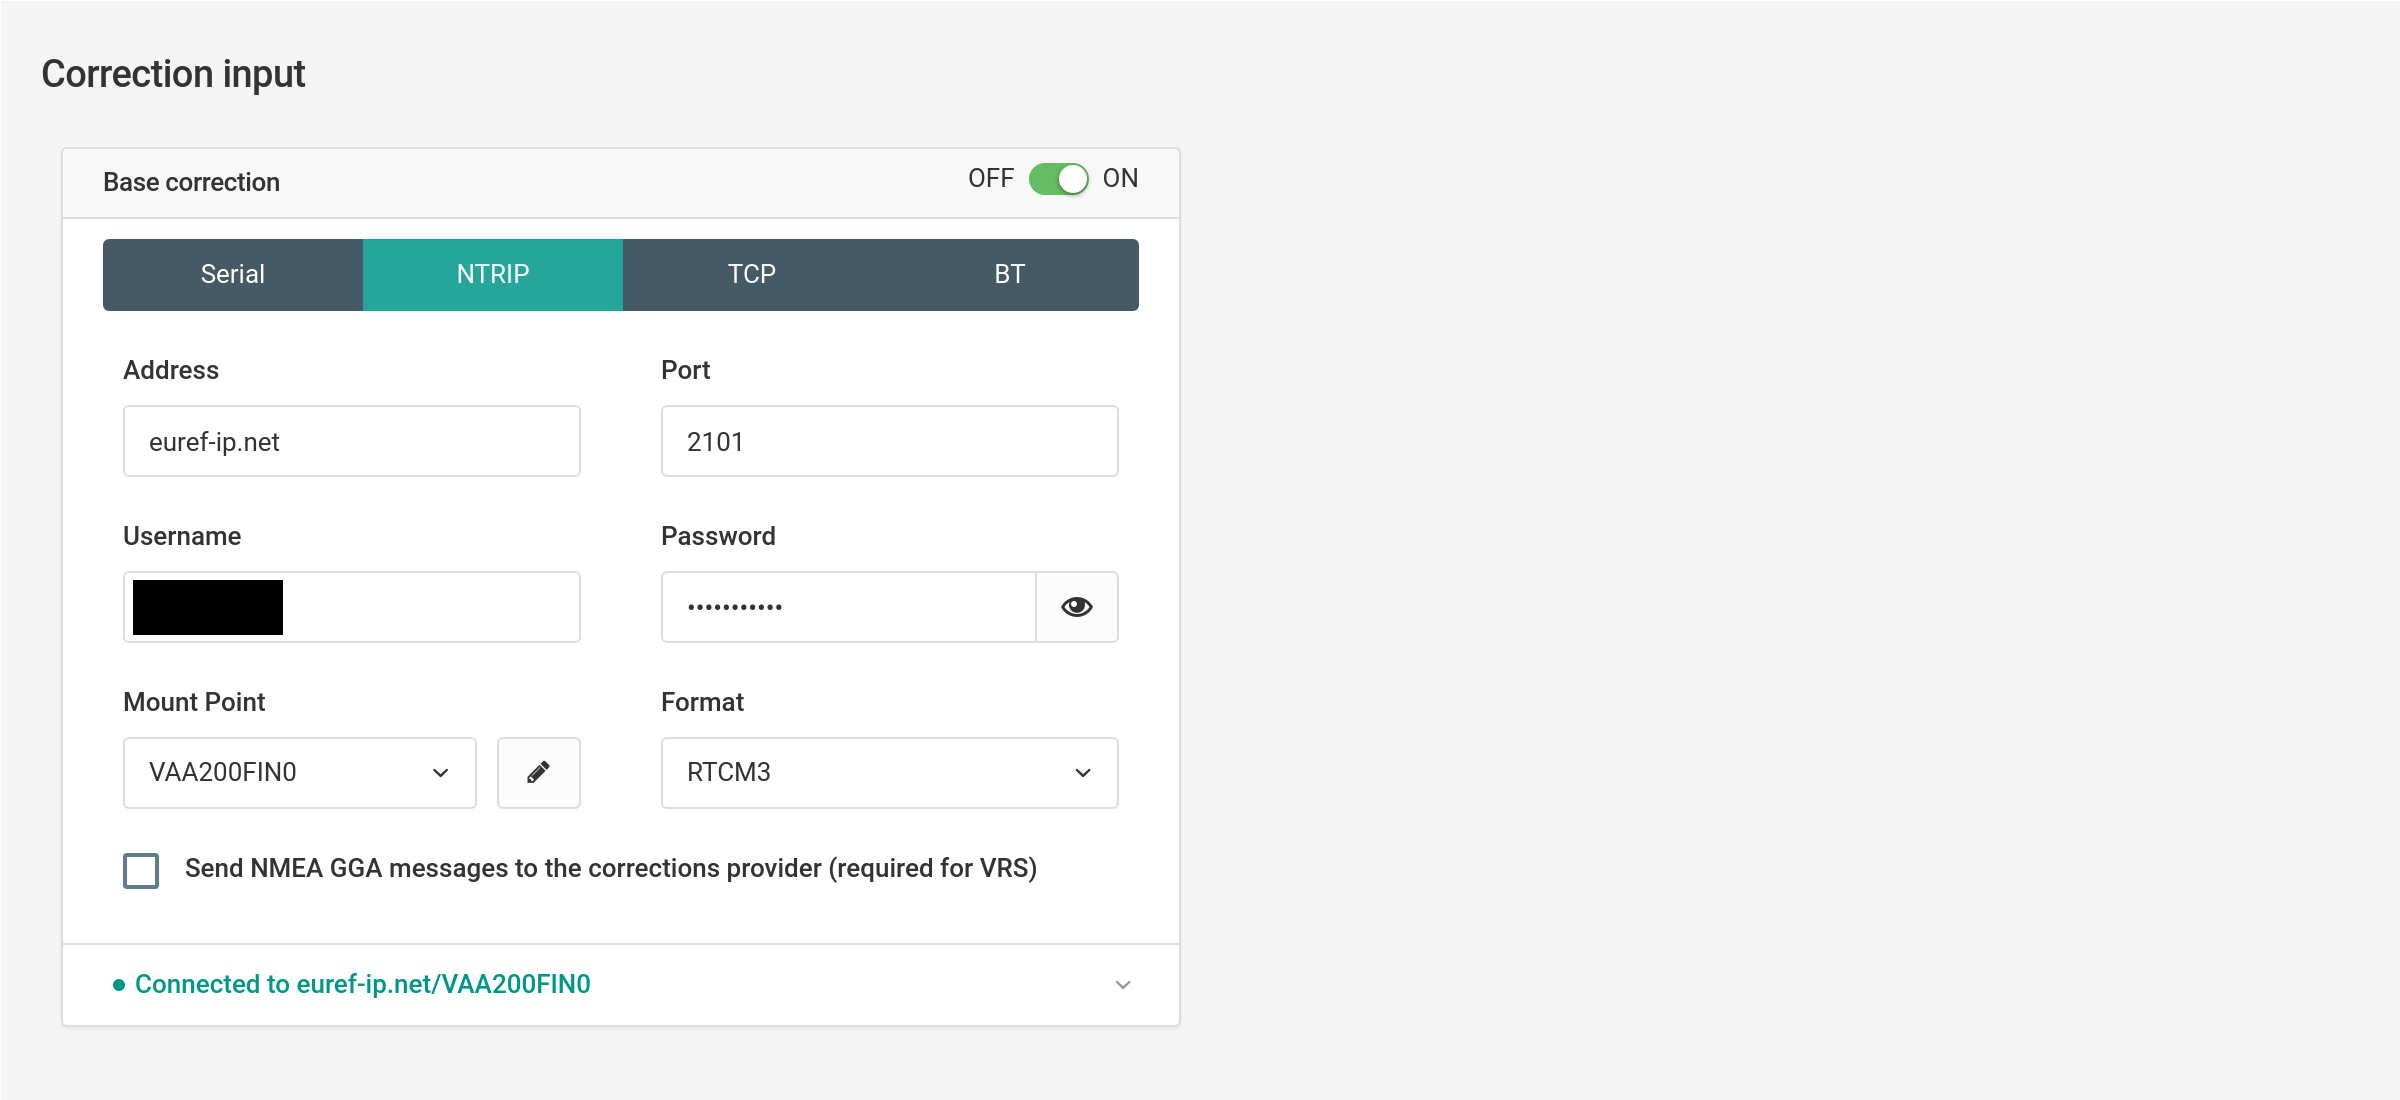 Correction input
Base correction
OFF ON
Serial NTRIP TCP BT
Address Port
euref-ip.net 2101
Username Password
•••••••••••
Mount Point Format
VAA200FIN0 RTCM3
Send NMEA GGA messages to the corrections provider (required for VRS)
Connected to euref-ip.net/VAA200FIN0